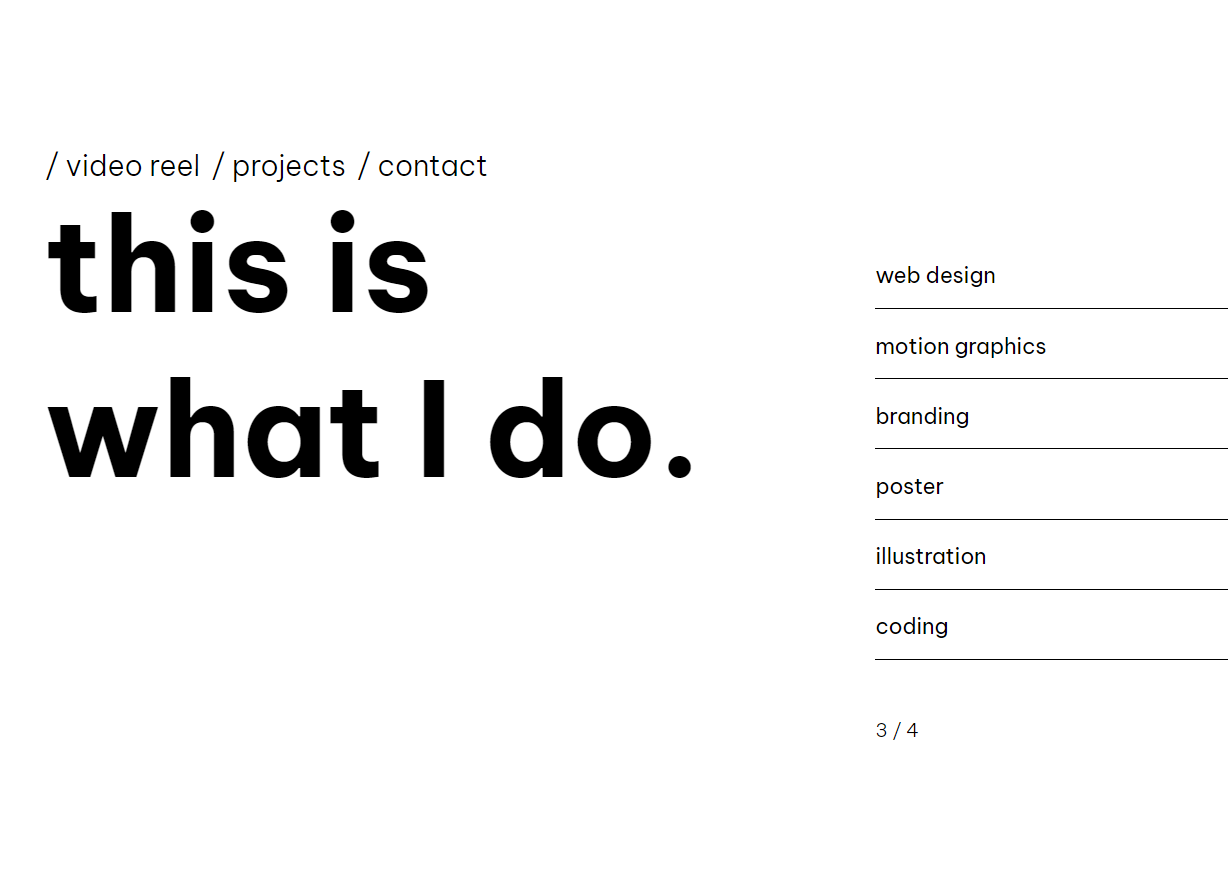 / video reel / projects / contact
this is
what I do.
web design
motion graphics
branding
poster
illustration
coding
3 / 4